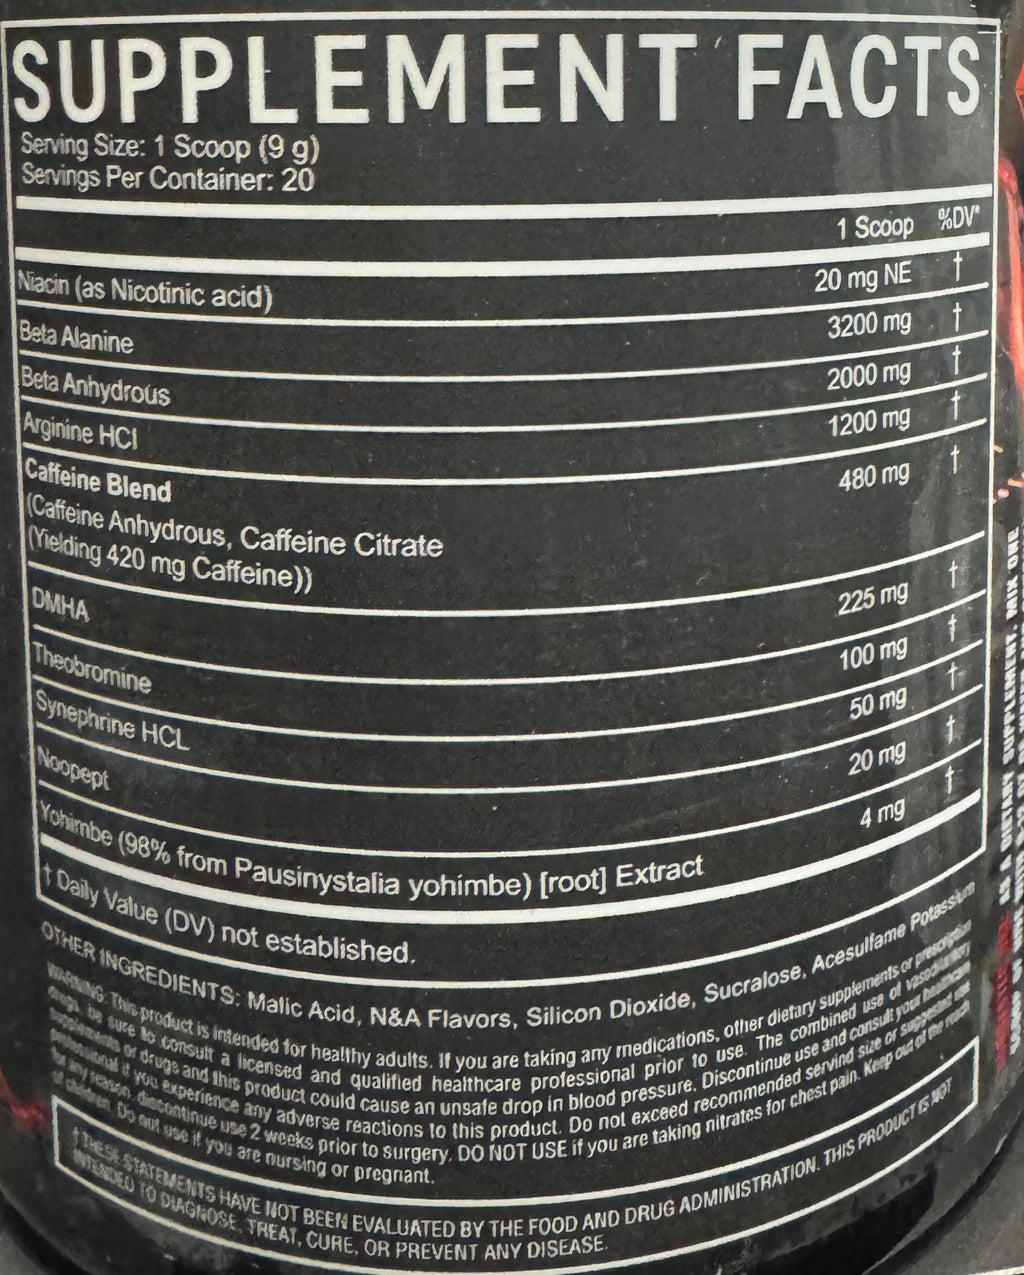 SUPPLEMENT FACTS
Serving Size: 1 Scoop (9 g)
Servings Per Container: 20
1 Scoop %DV*
Niacin (as Nicotinic acid) 20 mg NE †
Beta Alanine 3200 mg †
Beta Anhydrous 2000 mg †
Arginine HCl 1200 mg †
Caffeine Blend 480 mg †
(Caffeine Anhydrous, Caffeine Citrate
(Yielding 420 mg Caffeine))
DMHA 225 mg †
Theobromine 100 mg †
Synephrine HCL 50 mg †
Noopept 20 mg †
Yohimbe (98% from Pausinystalia yohimbe) [root] Extract 4 mg †
† Daily Value (DV) not established.
OTHER INGREDIENTS: Malic Acid, N&A Flavors, Silicon Dioxide, Sucralose, Acesulfame Potassium
WARNING: This product is intended for healthy adults. If you are taking any medications, other dietary supplements or prescription
drugs, be sure to consult a licensed and qualified healthcare professional prior to use. The combined use of vasodilatory
supplements or drugs and this product could cause an unsafe drop in blood pressure. Discontinue use and consult your healthcare
professional if you experience any adverse reactions to this product. Do not exceed recommended servind size or suggested use
for any reason, discontinue use 2 weeks prior to surgery, DO NOT USE if you are taking nitrates for chest pain. Keep out of the reach
of children. Do not use if you are nursing or pregnant.
† THESE STATEMENTS HAVE NOT BEEN EVALUATED BY THE FOOD AND DRUG ADMINISTRATION. THIS PRODUCT IS NOT
INTENDED TO DIAGNOSE, TREAT, CURE, OR PREVENT ANY DISEASE.
AS A DIETARY SUPPLEMENT, MIX ONE